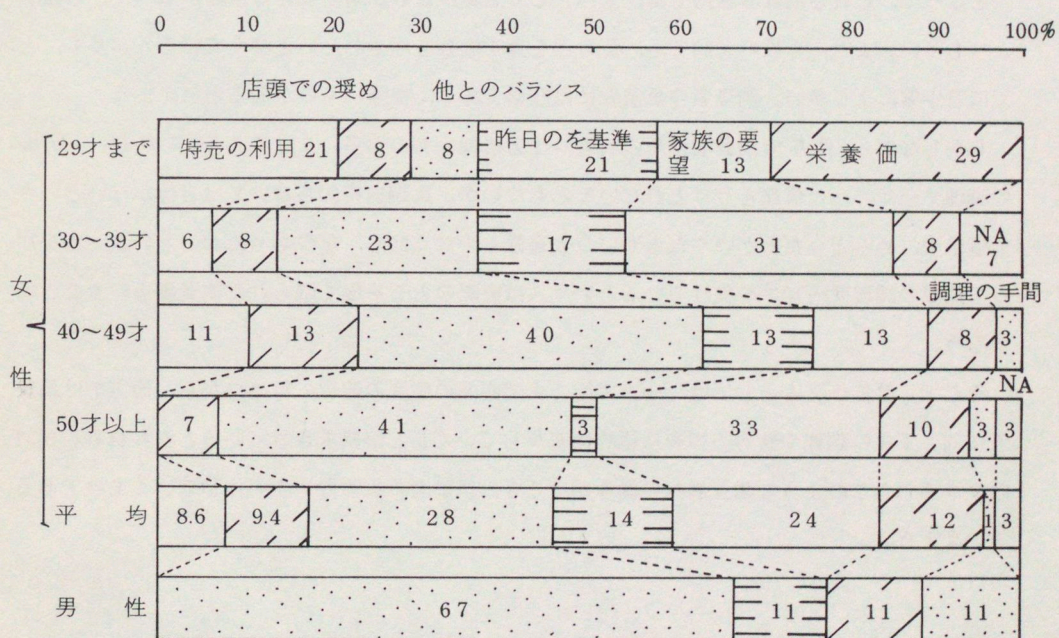 0 10 20 30 40 50 60 70 80 90 100%
店頭での奨め 他とのバランス
29才まで 特売の利用 21 8 8 昨日のを基準 21 家族の要望 13 栄養価 29
30〜39才 6 8 23 17 31 8 NA 7
調理の手間
40〜49才 11 13 40 13 13 8 3
NA
50才以上 7 41 3 33 10 3 3
平均 8.6 9.4 28 14 24 12 1 3
男性 67 11 11 11
女性